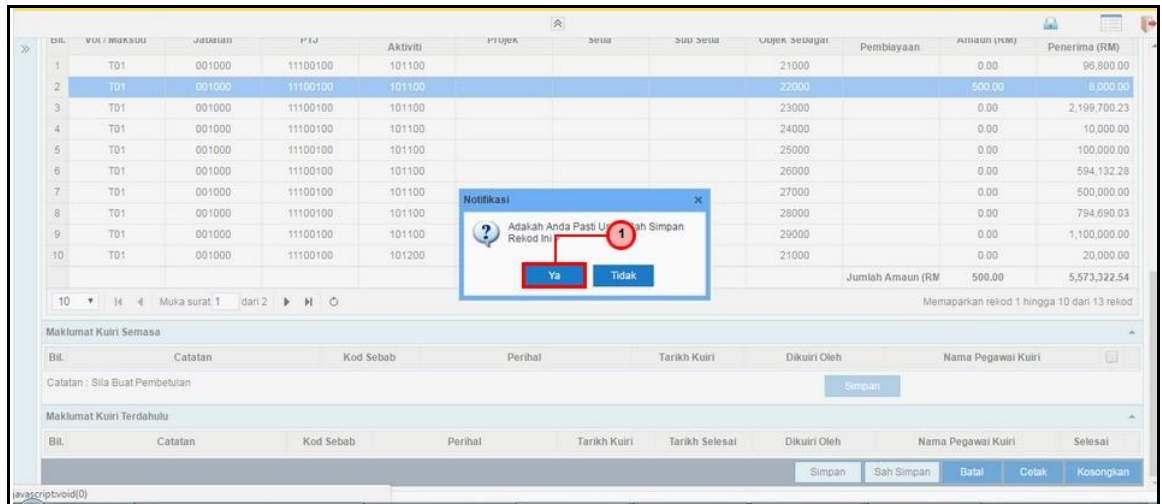 Bil. Vot / Maksud Jabatan PTJ Aktiviti Projek Setia Sub Setia Objek Sebagai Pembiayaan Amaun (RM) Penerima (RM)
1 T01 001000 11100100 101100 21000 0.00 96,800.00
2 T01 001000 11100100 101100 22000 500.00 8,000.00
3 T01 001000 11100100 101100 23000 0.00 2,199,700.23
4 T01 001000 11100100 101100 24000 0.00 10,000.00
5 T01 001000 11100100 101100 25000 0.00 100,000.00
6 T01 001000 11100100 101100 26000 0.00 594,132.28
7 T01 001000 11100100 101100 27000 0.00 500,000.00
8 T01 001000 11100100 101100 28000 0.00 794,690.03
9 T01 001000 11100100 101100 29000 0.00 1,100,000.00
10 T01 001000 11100100 101200 21000 0.00 20,000.00
Jumlah Amaun (RM 500.00 5,573,322.54
10 Muka surat 1 dari 2 Memaparkan rekod 1 hingga 10 dari 13 rekod
Notifikasi
Adakah Anda Pasti Sah Simpan
Rekod Ini
1
Ya Tidak
Maklumat Kuiri Semasa
Bil. Catatan Kod Sebab Perihal Tarikh Kuiri Dikuiri Oleh Nama Pegawai Kuiri
Catatan : Sila Buat Pembetulan Simpan
Maklumat Kuiri Terdahulu
Bil. Catatan Kod Sebab Perihal Tarikh Kuiri Tarikh Selesai Dikuiri Oleh Nama Pegawai Kuiri Selesai
Simpan Sah Simpan Batal Cetak Kosongkan
javascript:void(0)